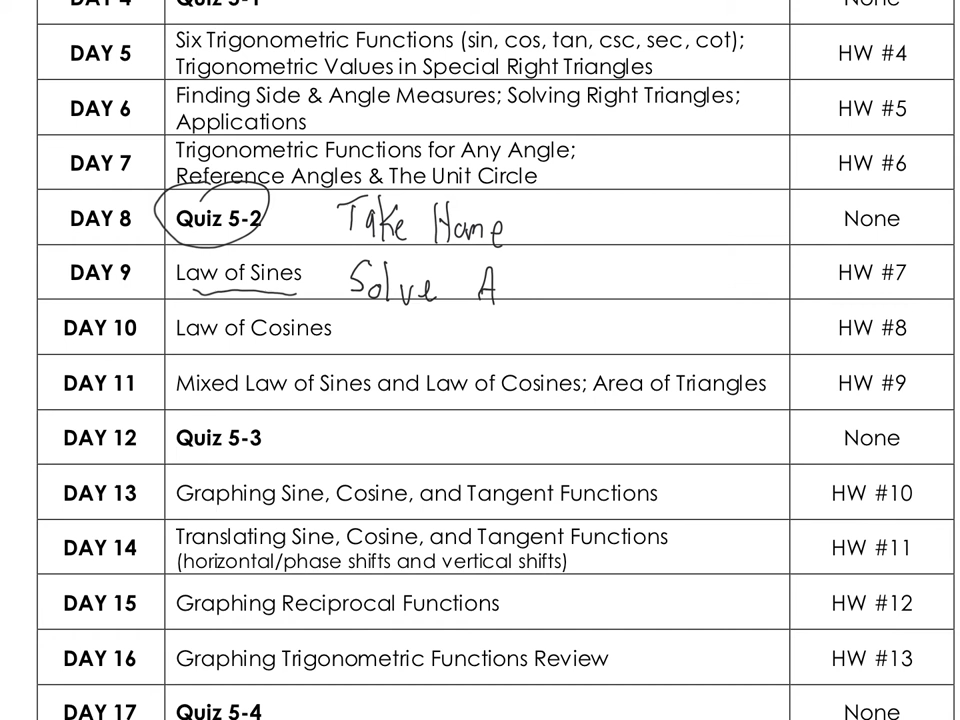 DAY 4 Quiz 5-1 None
DAY 5 Six Trigonometric Functions (sin, cos, tan, csc, sec, cot);
Trigonometric Values in Special Right Triangles HW #4
DAY 6 Finding Side & Angle Measures; Solving Right Triangles;
Applications HW #5
DAY 7 Trigonometric Functions for Any Angle;
Reference Angles & The Unit Circle HW #6
DAY 8 Quiz 5-2 Take Home None
DAY 9 Law of Sines Solve A HW #7
DAY 10 Law of Cosines HW #8
DAY 11 Mixed Law of Sines and Law of Cosines; Area of Triangles HW #9
DAY 12 Quiz 5-3 None
DAY 13 Graphing Sine, Cosine, and Tangent Functions HW #10
DAY 14 Translating Sine, Cosine, and Tangent Functions
(horizontal/phase shifts and vertical shifts) HW #11
DAY 15 Graphing Reciprocal Functions HW #12
DAY 16 Graphing Trigonometric Functions Review HW #13
DAY 17 Quiz 5-4 None